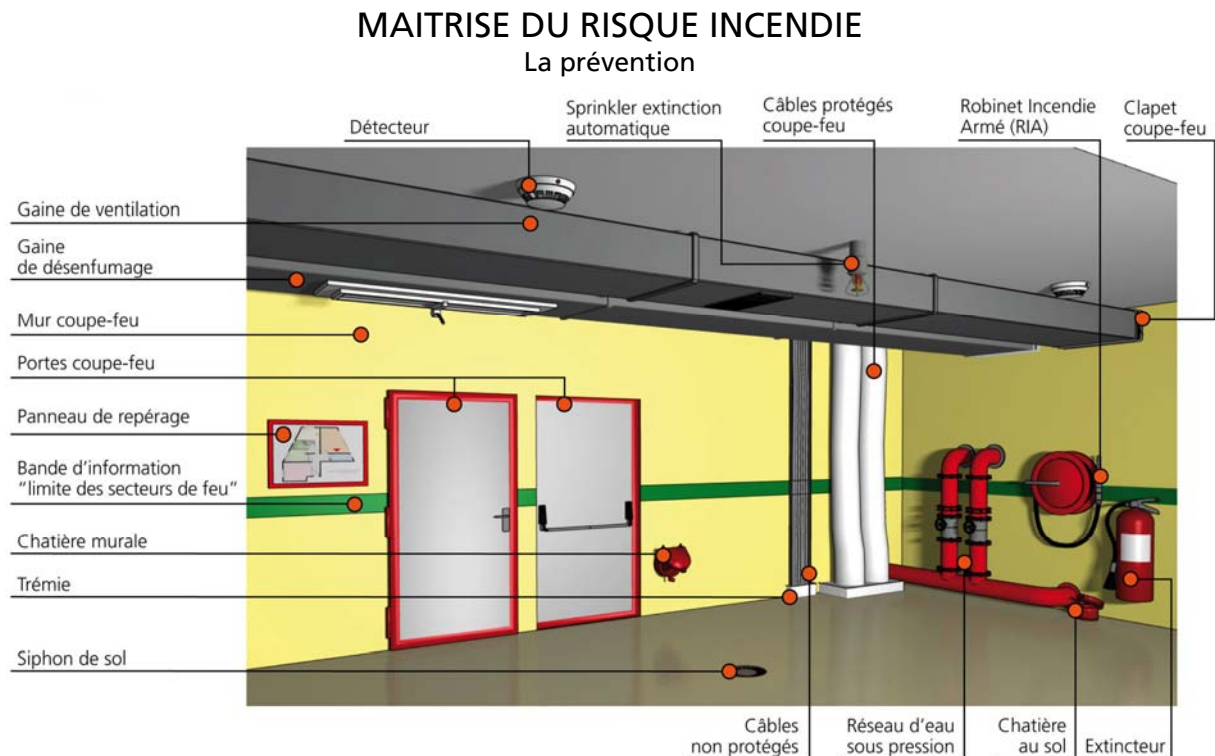 MAITRISE DU RISQUE INCENDIE
La prévention
Détecteur
Sprinkler extinction
automatique
Câbles protégés
coupe-feu
Robinet Incendie
Armé (RIA)
Clapet
coupe-feu
Gaine de ventilation
Gaine
de désenfumage
Mur coupe-feu
Portes coupe-feu
Panneau de repérage
Bande d’information
“limite des secteurs de feu”
Chatière murale
Trémie
Siphon de sol
Câbles
non protégés
Réseau d’eau
sous pression
Chatière
au sol
Extincteur